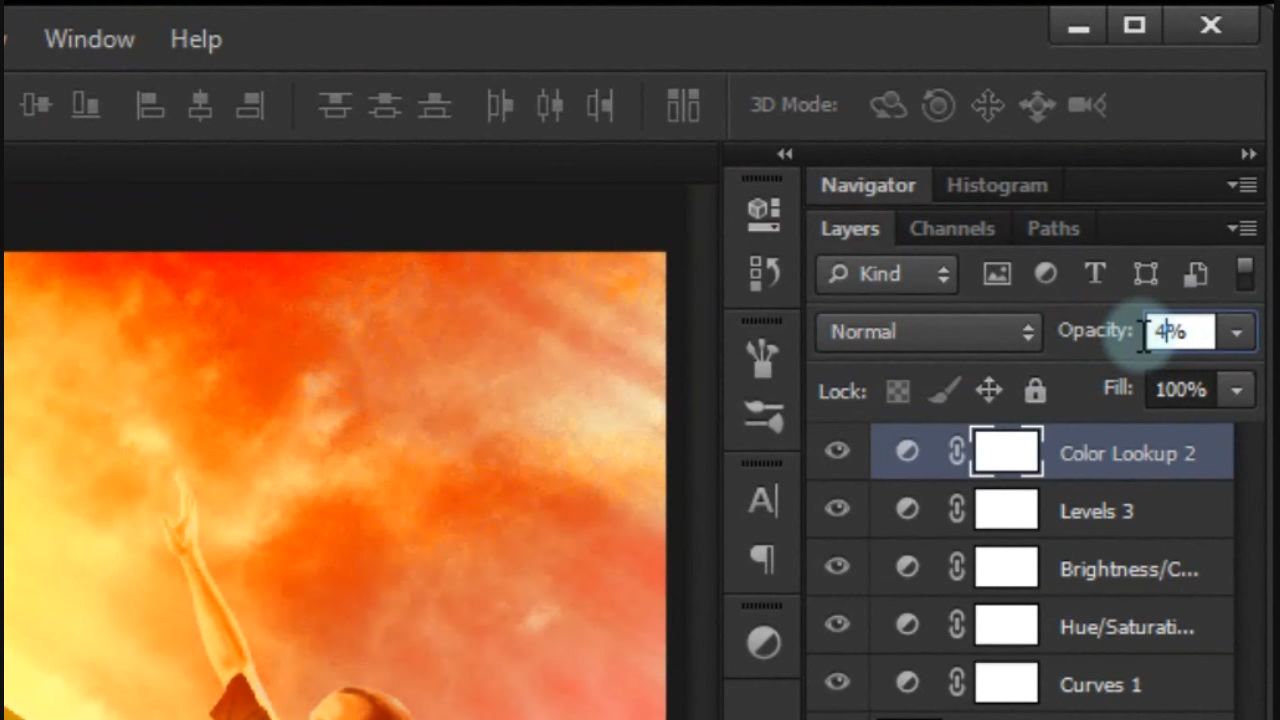 Window Help
3D Mode:
Navigator Histogram
Layers Channels Paths
Kind
Normal Opacity: 4%
Lock: Fill: 100%
Color Lookup 2
Levels 3
Brightness/C...
Hue/Saturati...
Curves 1